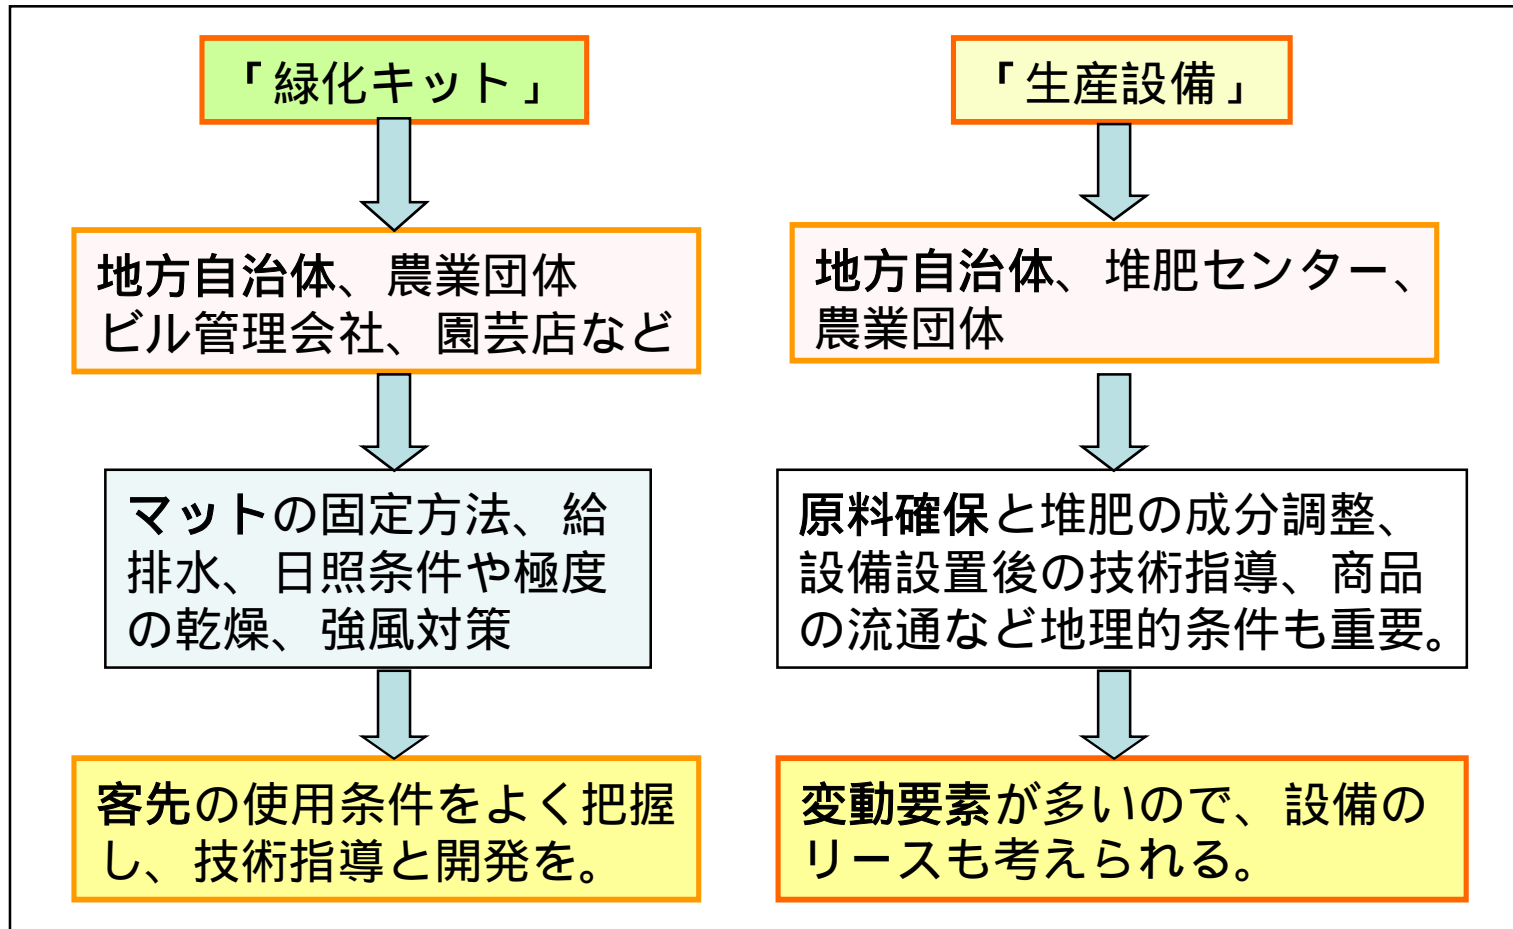 「緑化キット」
地方自治体、農業団体
ビル管理会社、園芸店など
マットの固定方法、給
排水、日照条件や極度
の乾燥、強風対策
客先の使用条件をよく把握
し、技術指導と開発を。
「生産設備」
地方自治体、堆肥センター、
農業団体
原料確保と堆肥の成分調整、
設備設置後の技術指導、商品
の流通など地理的条件も重要。
変動要素が多いので、設備の
リースも考えられる。